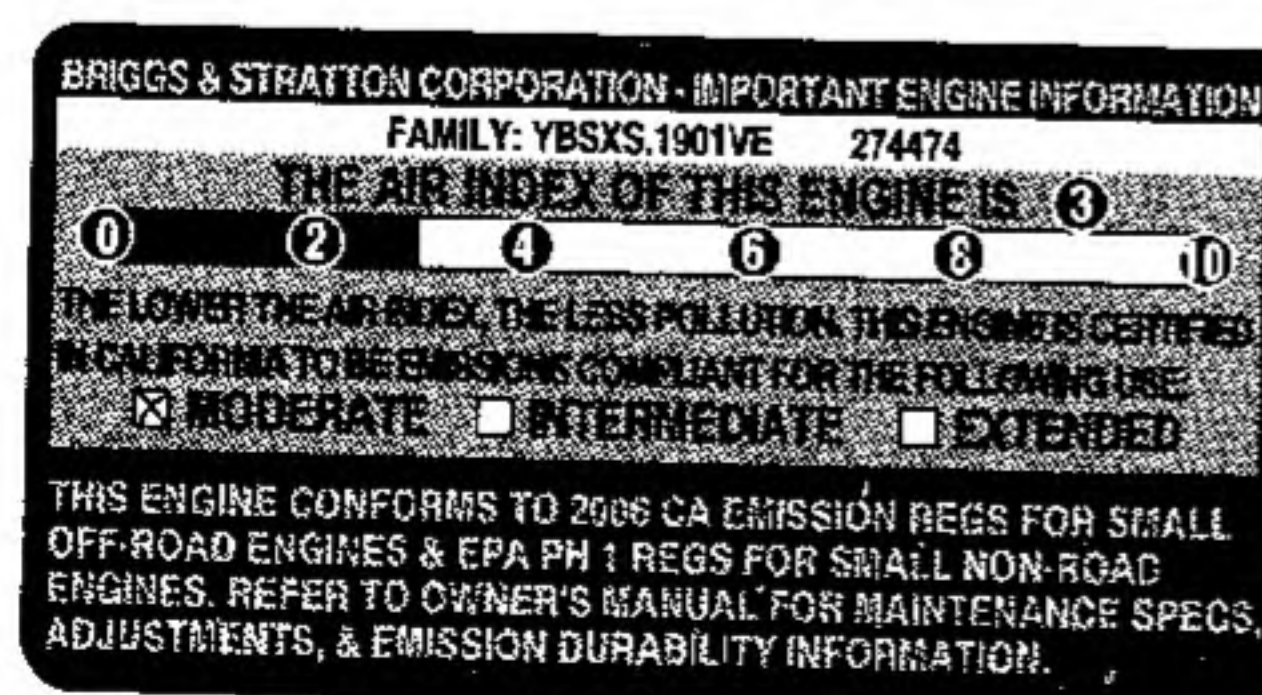 BRIGGS & STRATTON CORPORATION - IMPORTANT ENGINE INFORMATION
FAMILY: YBSXS.1901VE 274474
THE AIR INDEX OF THIS ENGINE IS 3
0 2 4 6 8 10
THE LOWER THE AIR INDEX, THE LESS POLLUTION. THIS ENGINE IS CERTIFIED
IN CALIFORNIA TO BE EMISSIONS COMPLIANT FOR THE FOLLOWING USE
MODERATE INTERMEDIATE EXTENDED
THIS ENGINE CONFORMS TO 2006 CA EMISSION REGS FOR SMALL
OFF-ROAD ENGINES & EPA PH 1 REGS FOR SMALL NON-ROAD
ENGINES. REFER TO OWNER'S MANUAL FOR MAINTENANCE SPECS,
ADJUSTMENTS, & EMISSION DURABILITY INFORMATION.